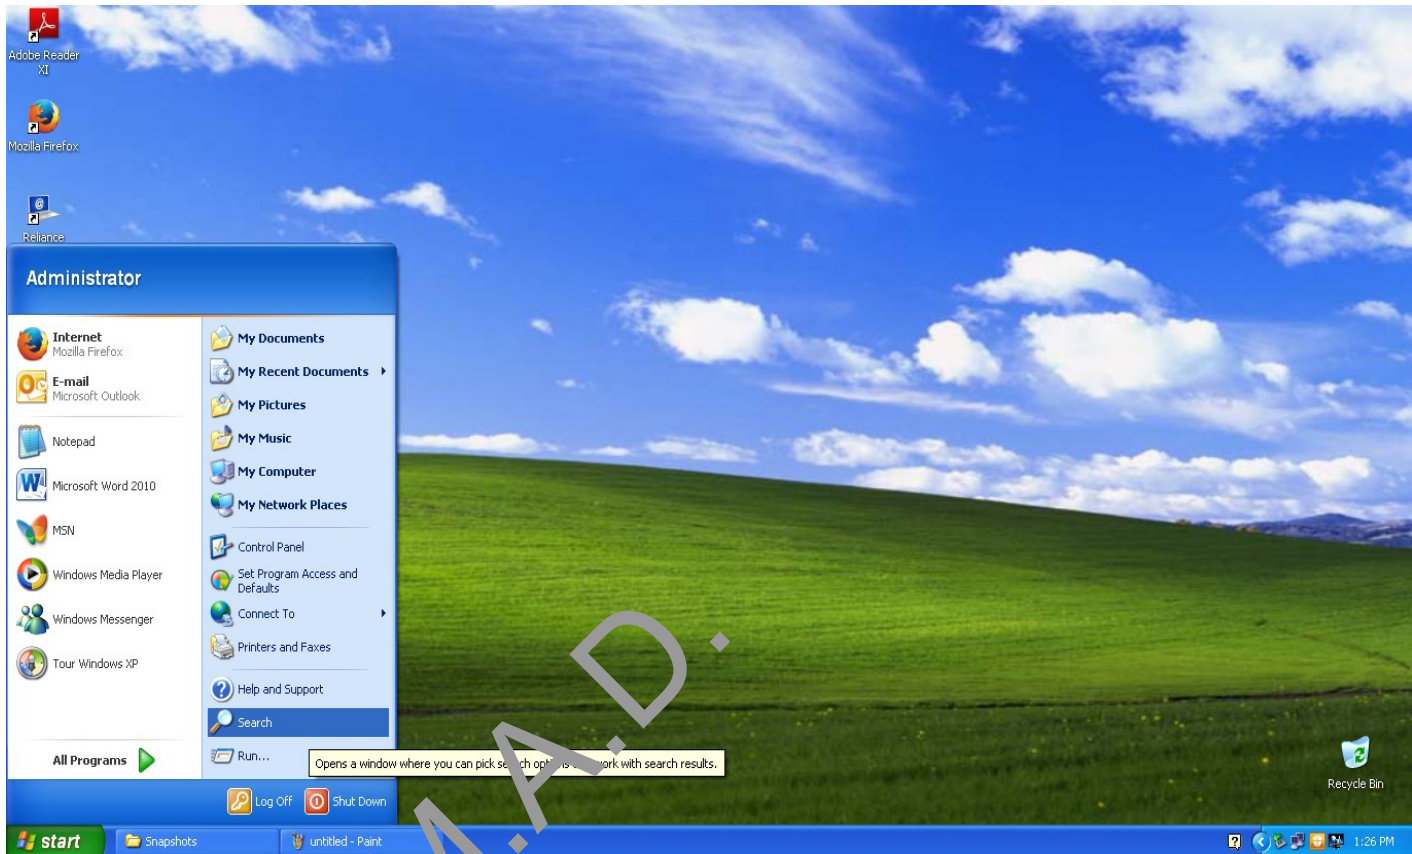 Adobe Reader
XI
Mozilla Firefox
Reliance
Administrator
Internet
Mozilla Firefox
E-mail
Microsoft Outlook
Notepad
Microsoft Word 2010
MSN
Windows Media Player
Windows Messenger
Tour Windows XP
All Programs
My Documents
My Recent Documents
My Pictures
My Music
My Computer
My Network Places
Control Panel
Set Program Access and
Defaults
Connect To
Printers and Faxes
Help and Support
Search
Run...
Opens a window where you can pick work with search results.
Log Off
Shut Down
M.A.D.
Recycle Bin
start
Snapshots
untitled - Paint
1:26 PM